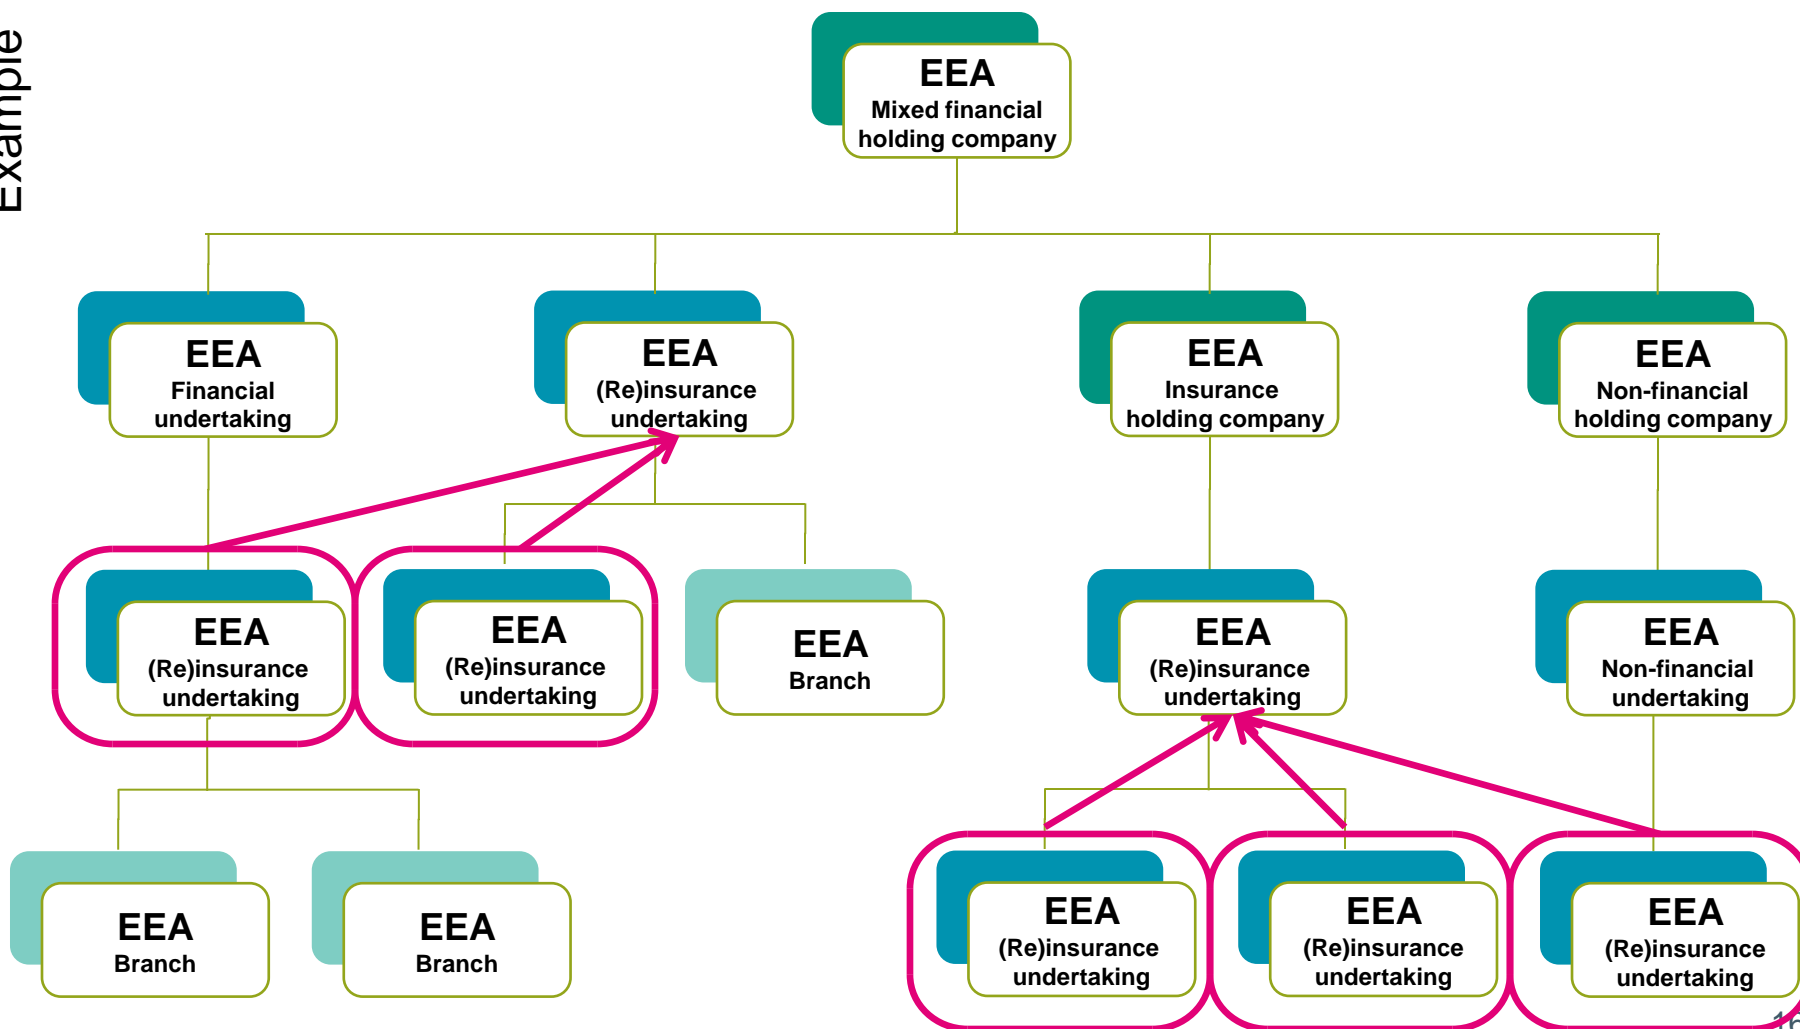 Example
EEA
Mixed financial
holding company
EEA
Financial
undertaking
EEA
(Re)insurance
undertaking
EEA
Insurance
holding company
EEA
Non-financial
holding company
EEA
(Re)insurance
undertaking
EEA
(Re)insurance
undertaking
EEA
Branch
EEA
(Re)insurance
undertaking
EEA
Non-financial
undertaking
EEA
Branch
EEA
Branch
EEA
(Re)insurance
undertaking
EEA
(Re)insurance
undertaking
EEA
(Re)insurance
undertaking
16